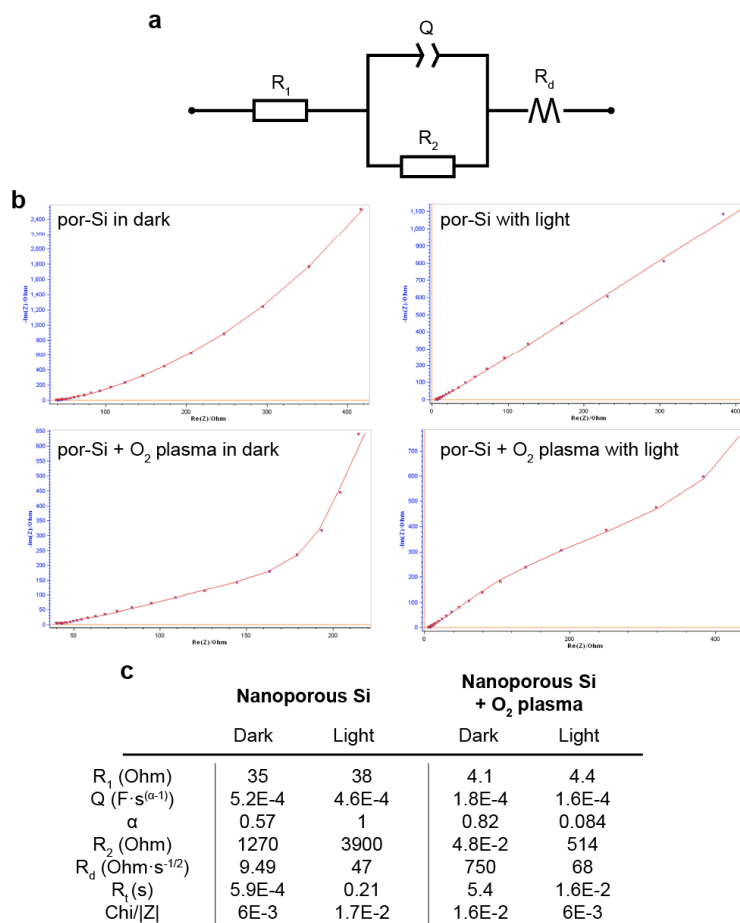 a
Q
R1
Rd
R2
b
por-Si in dark
2,400
2,200
2,000
1,800
1,600
1,400
1,200
1,000
800
600
400
200
0
-Im(Z)/Ohm
200
300
400
Re(Z)/Ohm
por-Si with light
1,100
1,000
900
800
700
600
500
400
300
200
100
0
-Im(Z)/Ohm
0
100
200
300
400
Re(Z)/Ohm
por-Si + O2 plasma in dark
650
600
550
500
450
400
350
300
250
200
150
100
50
0
-Im(Z)/Ohm
50
100
150
200
Re(Z)/Ohm
por-Si + O2 plasma with light
700
600
500
400
300
200
100
0
-Im(Z)/Ohm
0
200
400
Re(Z)/Ohm
c
Nanoporous Si Nanoporous Si
+ O2 plasma
Dark Light Dark Light
R1 (Ohm) 35 38 4.1 4.4
Q (F·s(α-1)) 5.2E-4 4.6E-4 1.8E-4 1.6E-4
α 0.57 1 0.82 0.084
R2 (Ohm) 1270 3900 4.8E-2 514
Rd (Ohm·s-1/2) 9.49 47 750 68
Rt (s) 5.9E-4 0.21 5.4 1.6E-2
Chi/|Z| 6E-3 1.7E-2 1.6E-2 6E-3